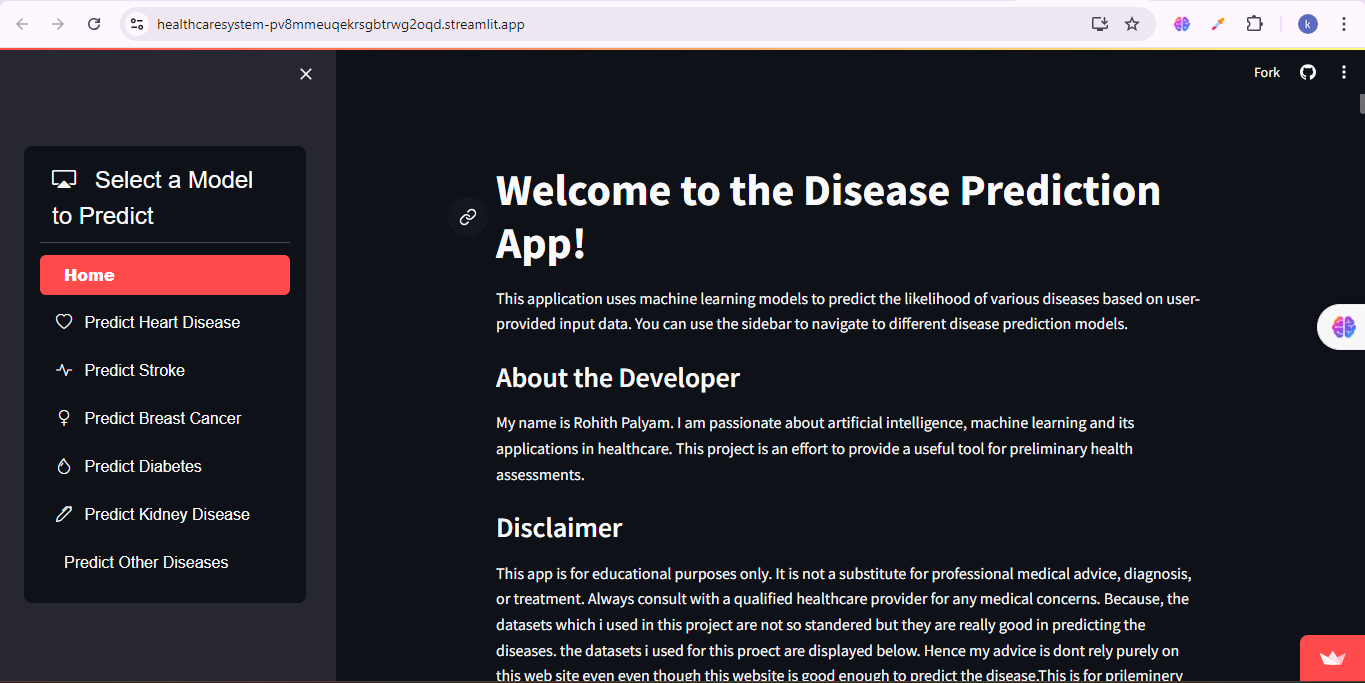 healthcaresystem-pv8mmeuqekrsgbtrwg2oqd.streamlit.app
k
Fork
Select a Model
to Predict
Home
Predict Heart Disease
Predict Stroke
Predict Breast Cancer
Predict Diabetes
Predict Kidney Disease
Predict Other Diseases
Welcome to the Disease Prediction
App!
This application uses machine learning models to predict the likelihood of various diseases based on user-
provided input data. You can use the sidebar to navigate to different disease prediction models.
About the Developer
My name is Rohith Palyam. I am passionate about artificial intelligence, machine learning and its
applications in healthcare. This project is an effort to provide a useful tool for preliminary health
assessments.
Disclaimer
This app is for educational purposes only. It is not a substitute for professional medical advice, diagnosis,
or treatment. Always consult with a qualified healthcare provider for any medical concerns. Because, the
datasets which i used in this project are not so standered but they are really good in predicting the
diseases. the datasets i used for this proect are displayed below. Hence my advice is dont rely purely on
this web site even even though this website is good enough to predict the disease.This is for prileminery